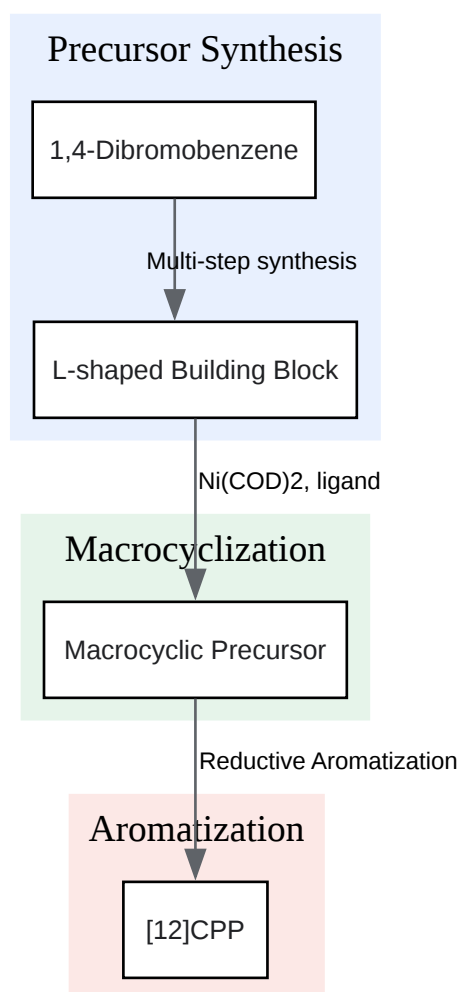 Precursor Synthesis
1,4-Dibromobenzene
Multi-step synthesis
L-shaped Building Block
Ni(COD)2, ligand
Macrocyclization
Macrocyclic Precursor
Reductive Aromatization
Aromatization
[12]CPP